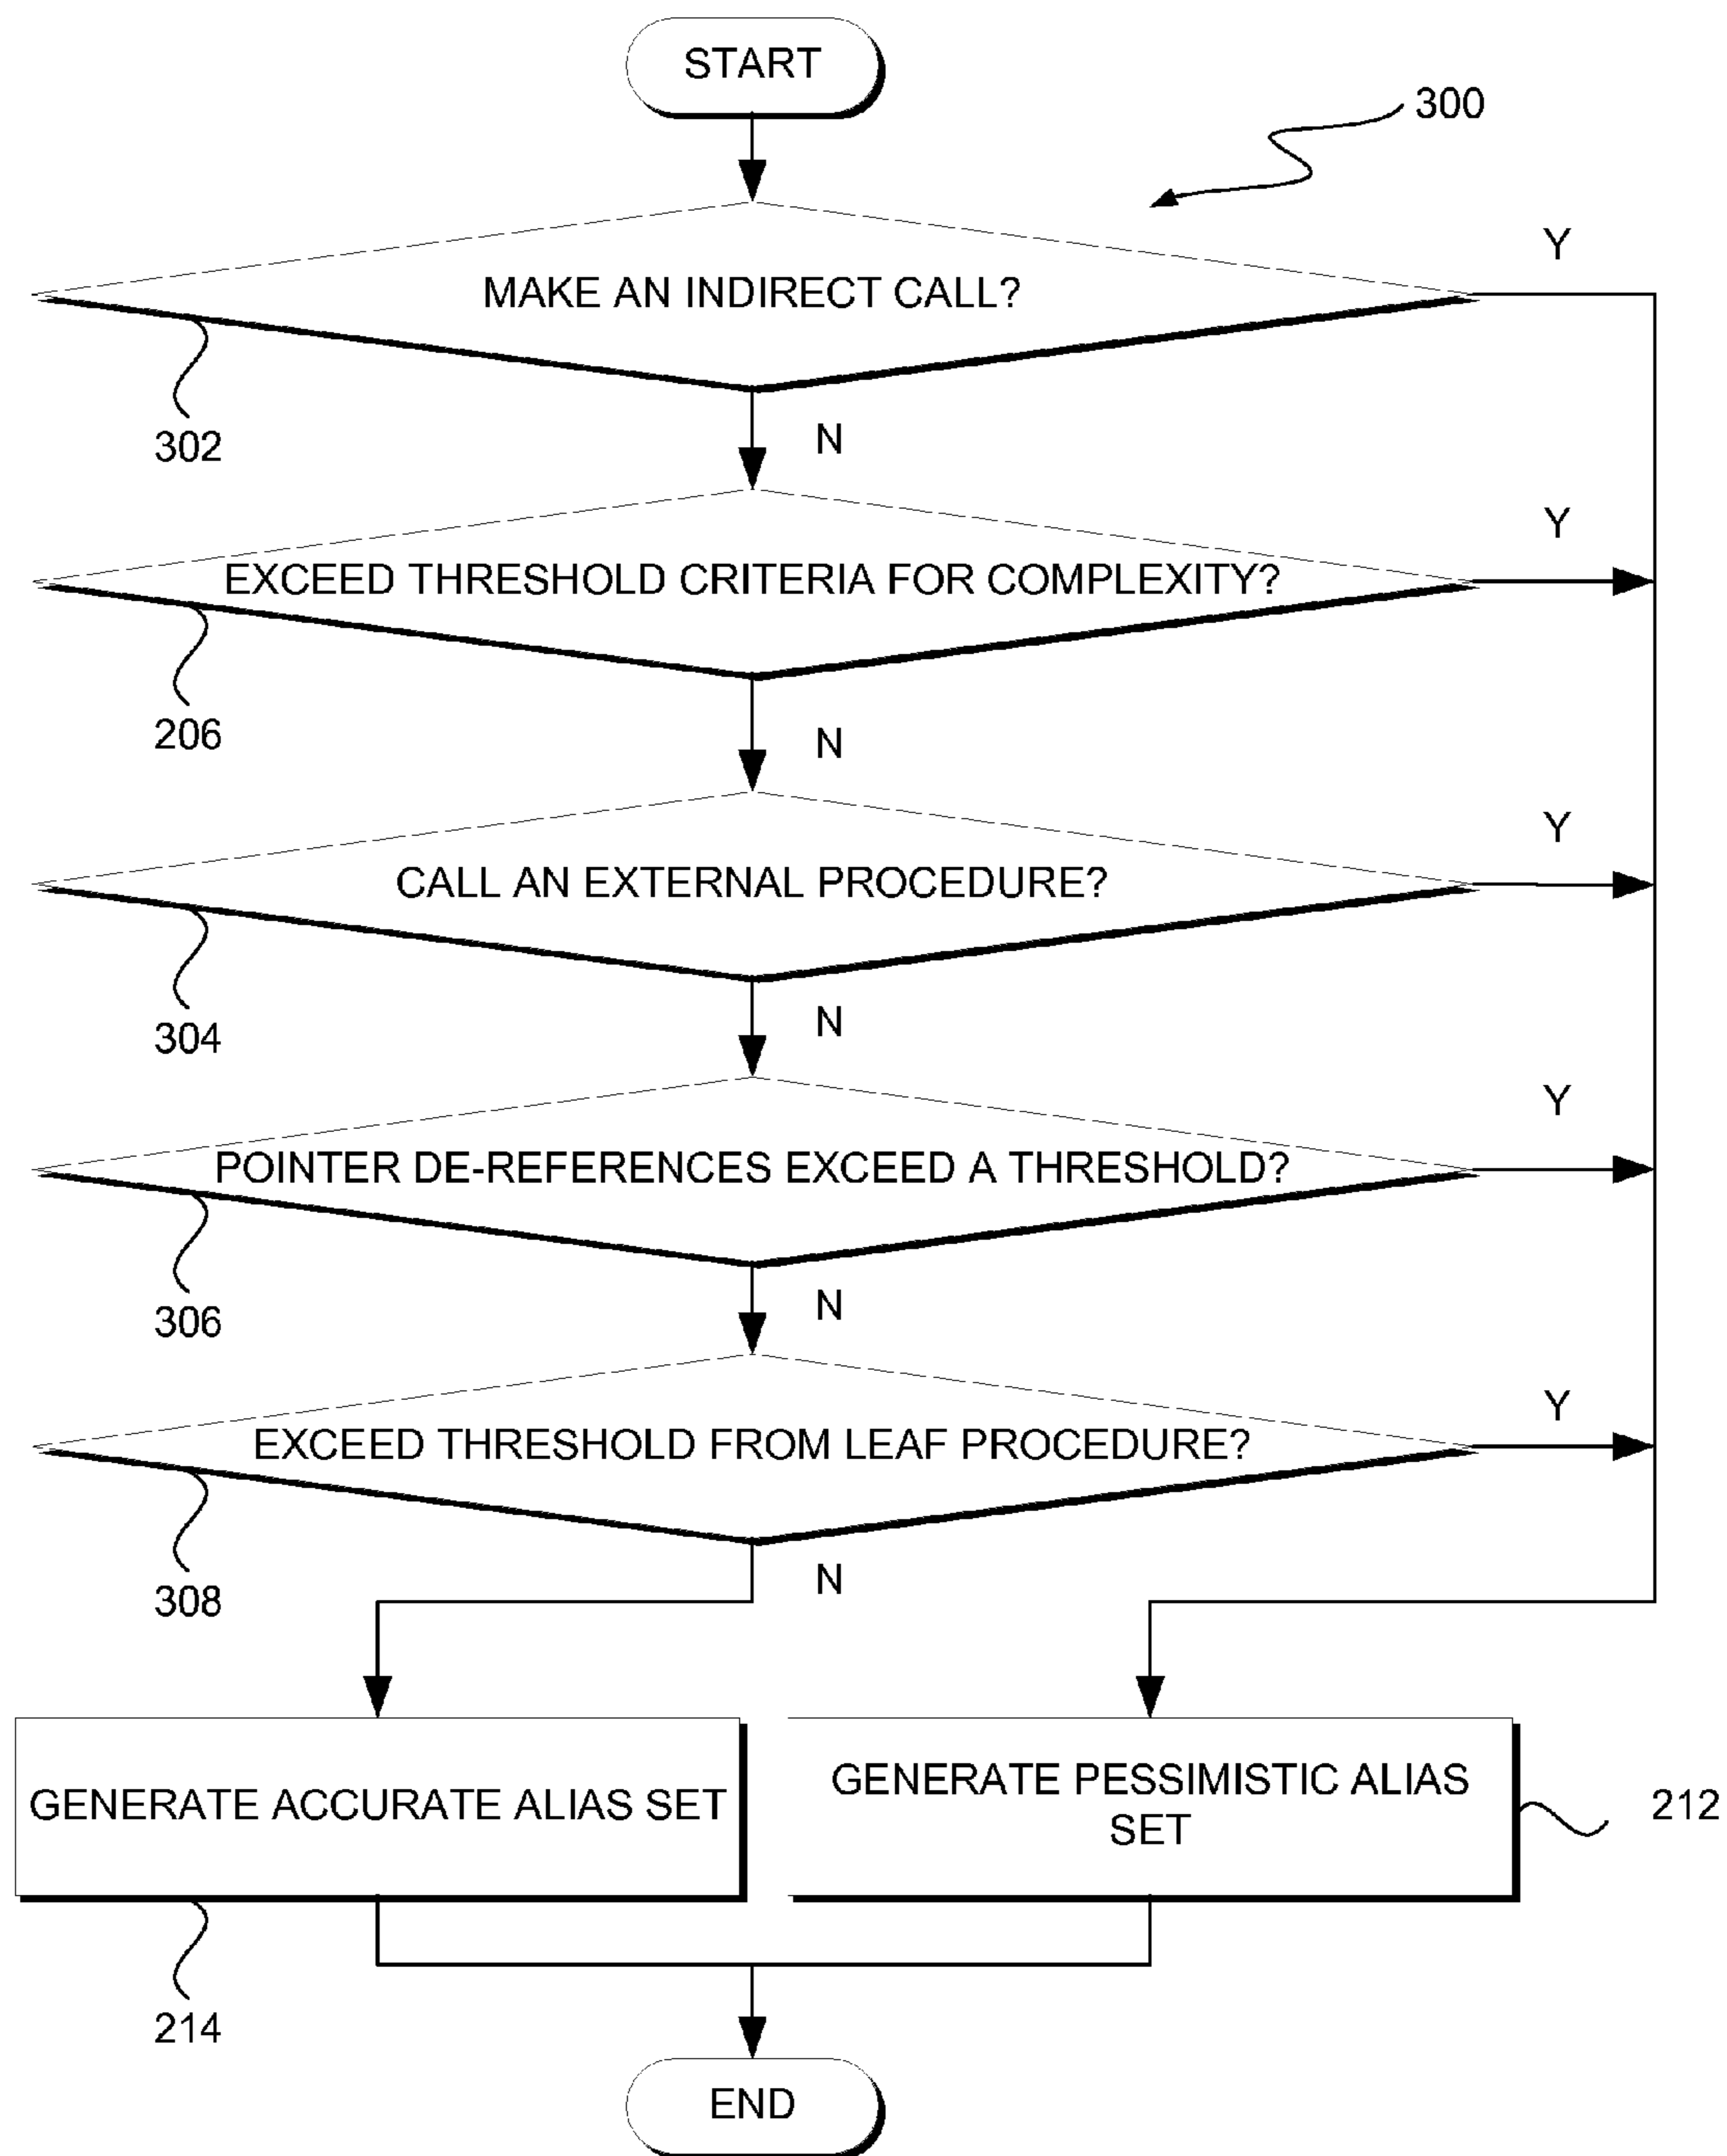 START
300
MAKE AN INDIRECT CALL?
Y
302
N
EXCEED THRESHOLD CRITERIA FOR COMPLEXITY?
Y
206
N
CALL AN EXTERNAL PROCEDURE?
Y
304
N
POINTER DE-REFERENCES EXCEED A THRESHOLD?
Y
306
N
EXCEED THRESHOLD FROM LEAF PROCEDURE?
Y
308
N
GENERATE ACCURATE ALIAS SET
GENERATE PESSIMISTIC ALIAS
SET
212
214
END